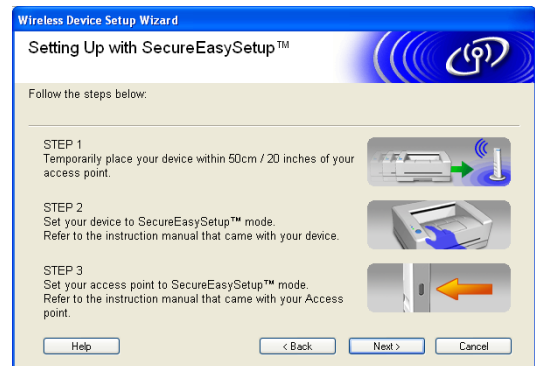 Wireless Device Setup Wizard
Setting Up with SecureEasySetup™
Follow the steps below:
STEP 1
Temporarily place your device within 50cm / 20 inches of your
access point.
STEP 2
Set your device to SecureEasySetup™ mode.
Refer to the instruction manual that came with your device.
STEP 3
Set your access point to SecureEasySetup™ mode.
Refer to the instruction manual that came with your Access
point.
Help < Back Next > Cancel